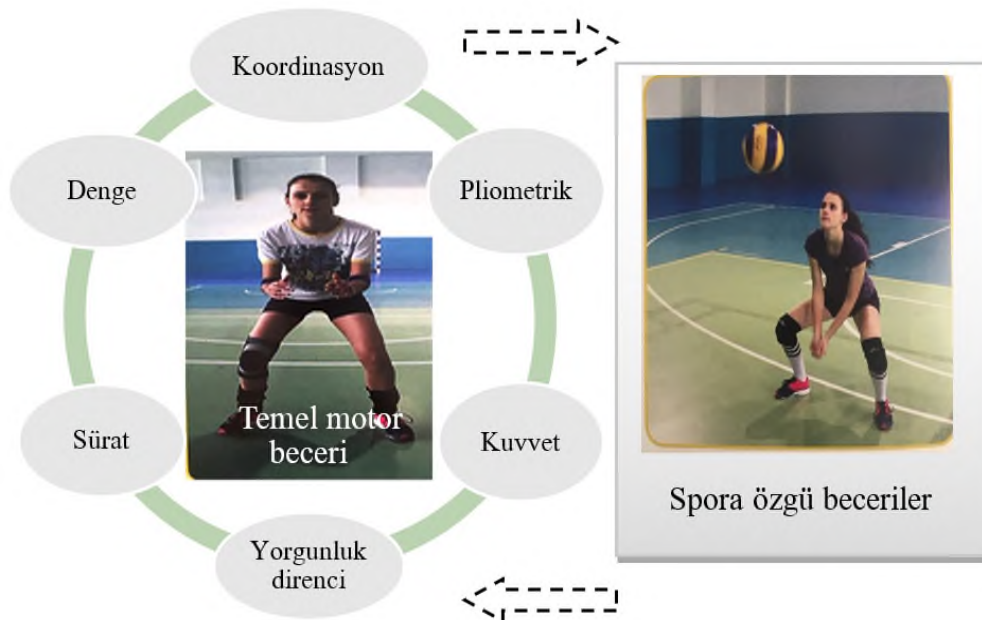 Koordinasyon
Denge
Pliometrik
Temel motor
beceri
Sürat
Kuvvet
Yorgunluk
direnci
Spora özgü beceriler